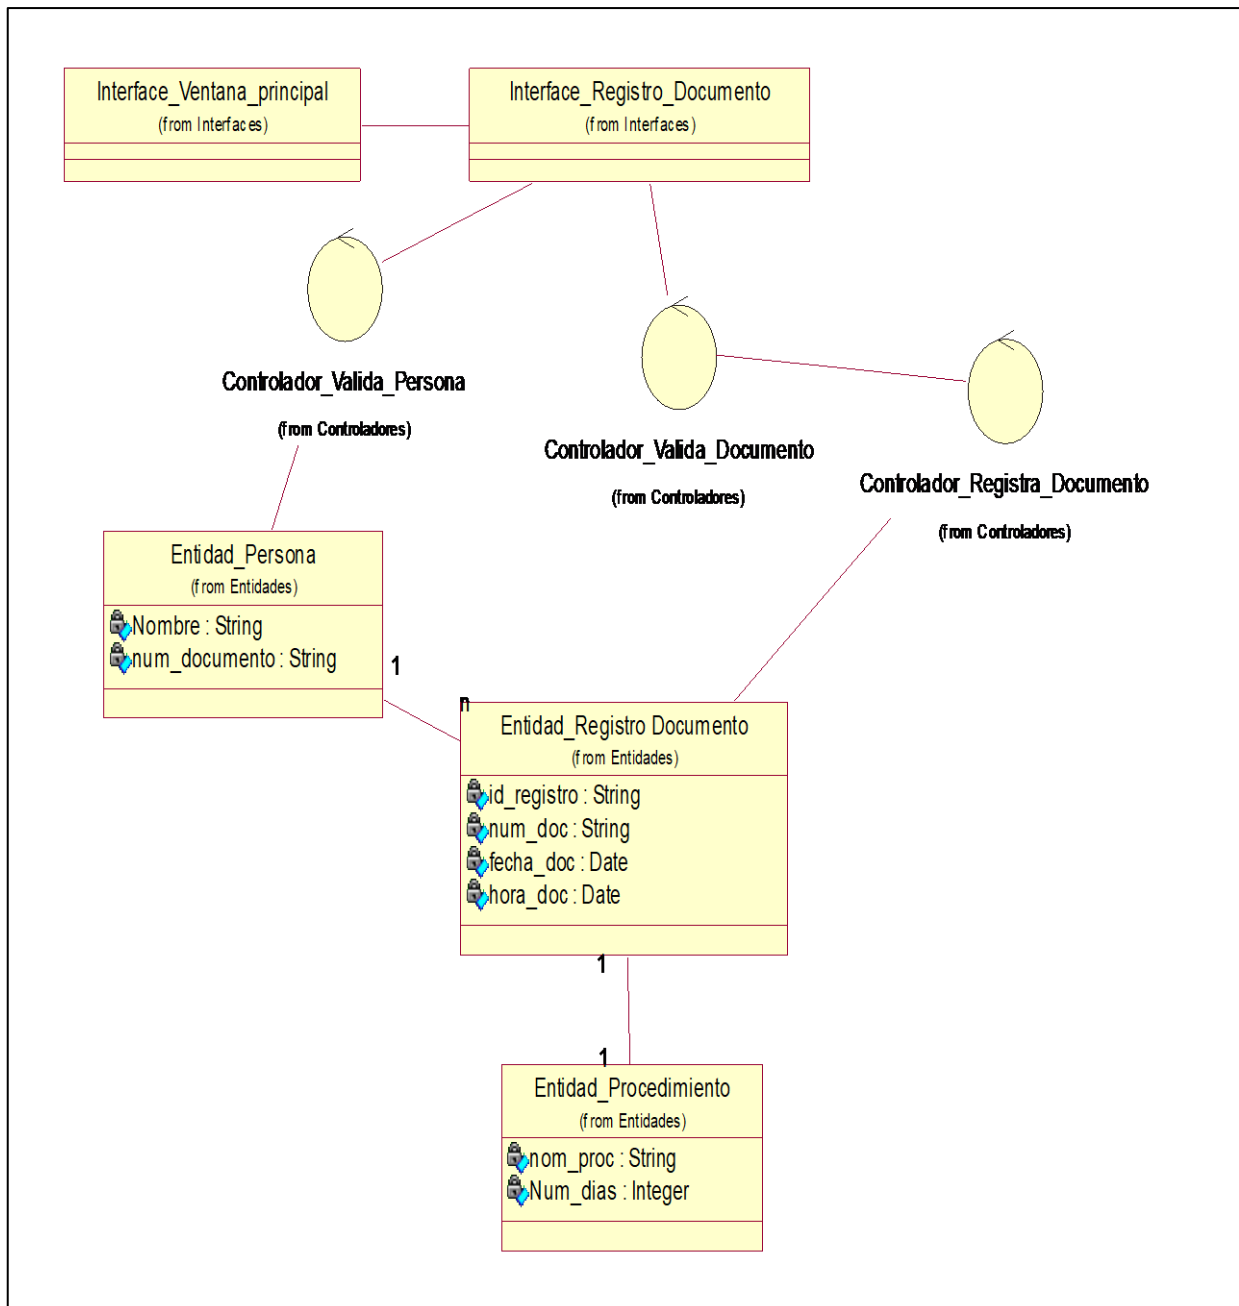 Interface_Ventana_principal
(from Interfaces)
Interface_Registro_Documento
(from Interfaces)
Controlador_Valida_Persona
(from Controladores)
Controlador_Valida_Documento
(from Controladores)
Controlador_Registra_Documento
(from Controladores)
Entidad_Persona
(from Entidades)
Nombre : String
num_documento : String
1
n
Entidad_Registro Documento
(from Entidades)
id_registro : String
num_doc : String
fecha_doc : Date
hora_doc : Date
1
1
Entidad_Procedimiento
(from Entidades)
nom_proc : String
Num_dias : Integer